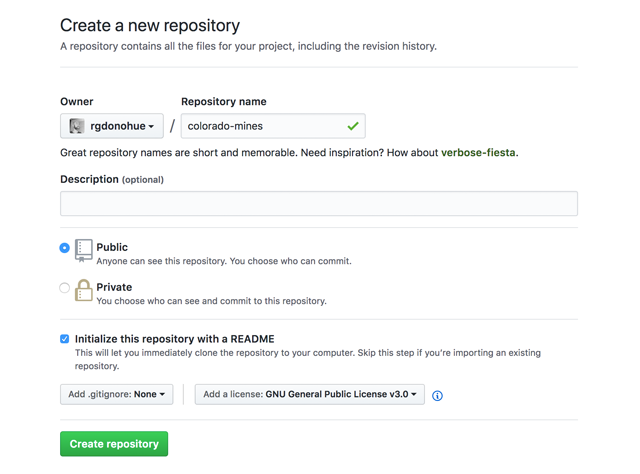 Create a new repository
A repository contains all the files for your project, including the revision history.
Owner
Repository name
rgdonohue / colorado-mines
Great repository names are short and memorable. Need inspiration? How about verbose-fiesta.
Description (optional)
Public
Anyone can see this repository. You choose who can commit.
Private
You choose who can see and commit to this repository.
Initialize this repository with a README
This will let you immediately clone the repository to your computer. Skip this step if you're importing an existing
repository.
Add .gitignore: None
Add a license: GNU General Public License v3.0
Create repository